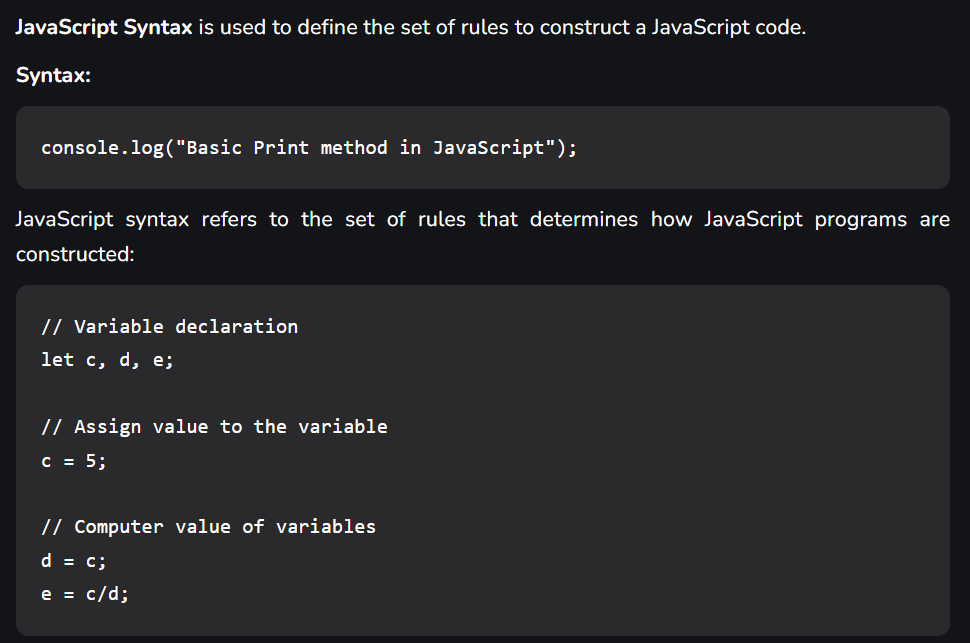 JavaScript Syntax is used to define the set of rules to construct a JavaScript code.
Syntax:
console.log("Basic Print method in JavaScript");
JavaScript syntax refers to the set of rules that determines how JavaScript programs are
constructed:
// Variable declaration
let c, d, e;
// Assign value to the variable
c = 5;
// Computer value of variables
d = c;
e = c/d;